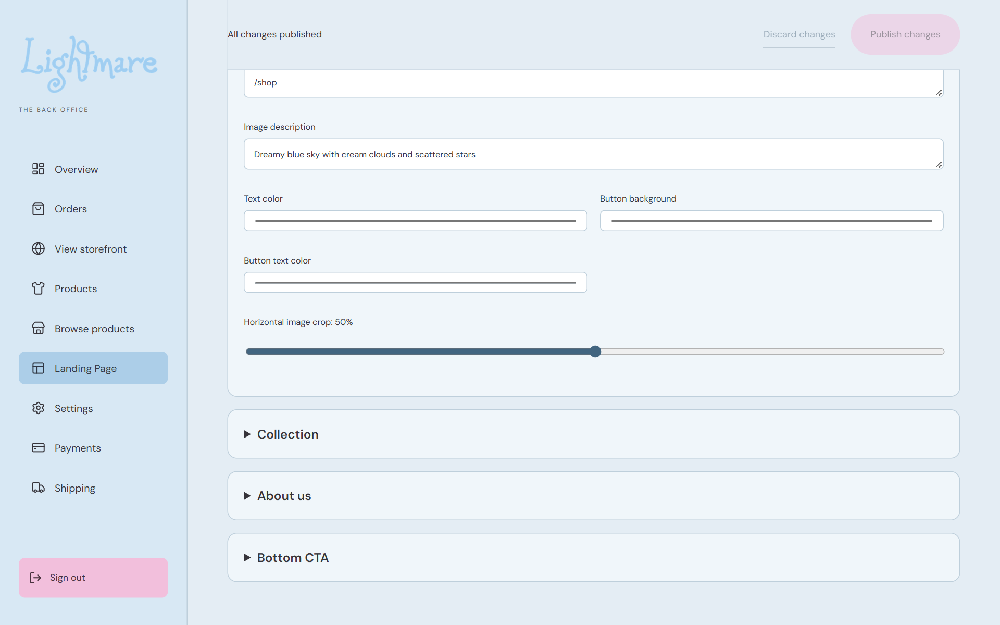 Lightmare
THE BACK OFFICE
Overview
Orders
View storefront
Products
Browse products
Landing Page
Settings
Payments
Shipping
Sign out
All changes published
Discard changes
Publish changes
/shop
Image description
Dreamy blue sky with cream clouds and scattered stars
Text color
Button background
Button text color
Horizontal image crop: 50%
Collection
About us
Bottom CTA